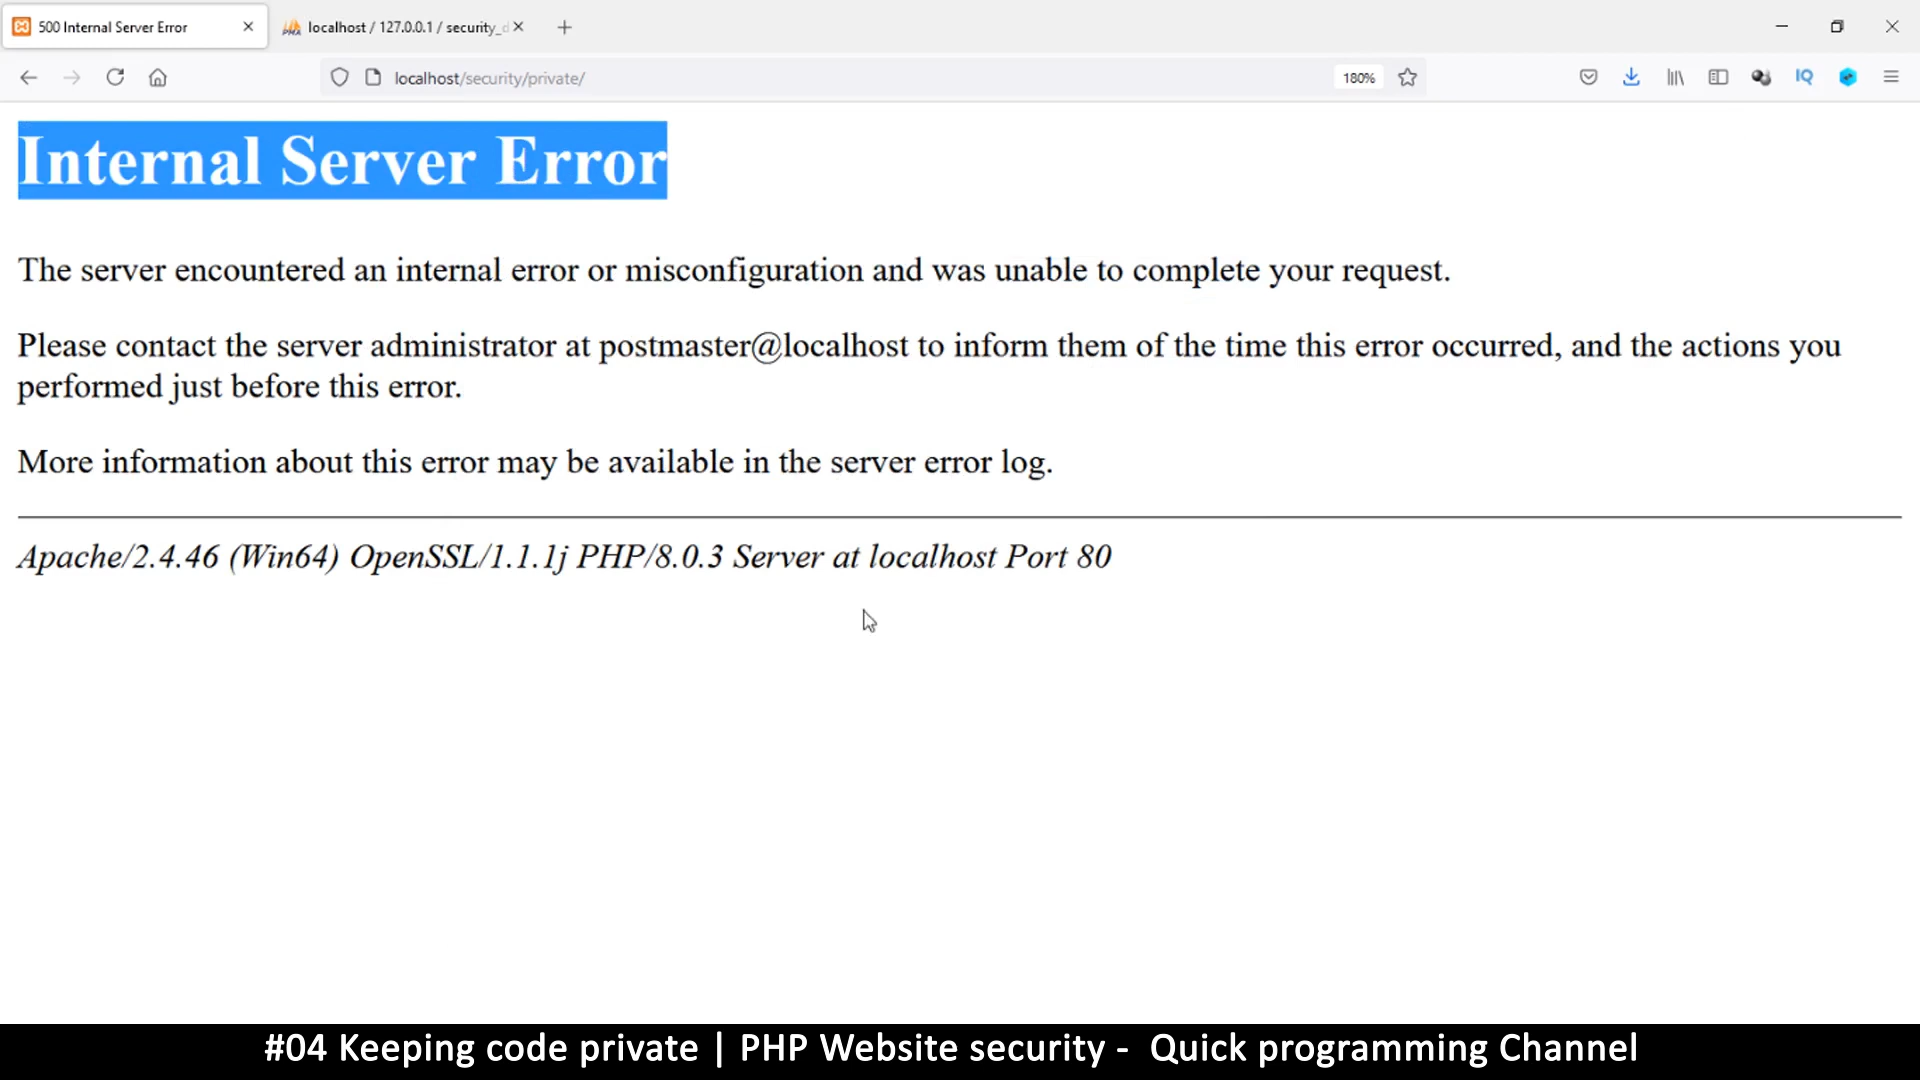 500 Internal Server Error
localhost / 127.0.0.1 / security_d
localhost/security/private/
180%
IQ
Internal Server Error
The server encountered an internal error or misconfiguration and was unable to complete your request.
Please contact the server administrator at postmaster@localhost to inform them of the time this error occurred, and the actions you
performed just before this error.
More information about this error may be available in the server error log.
Apache/2.4.46 (Win64) OpenSSL/1.1.1j PHP/8.0.3 Server at localhost Port 80
#04 Keeping code private | PHP Website security - Quick programming Channel